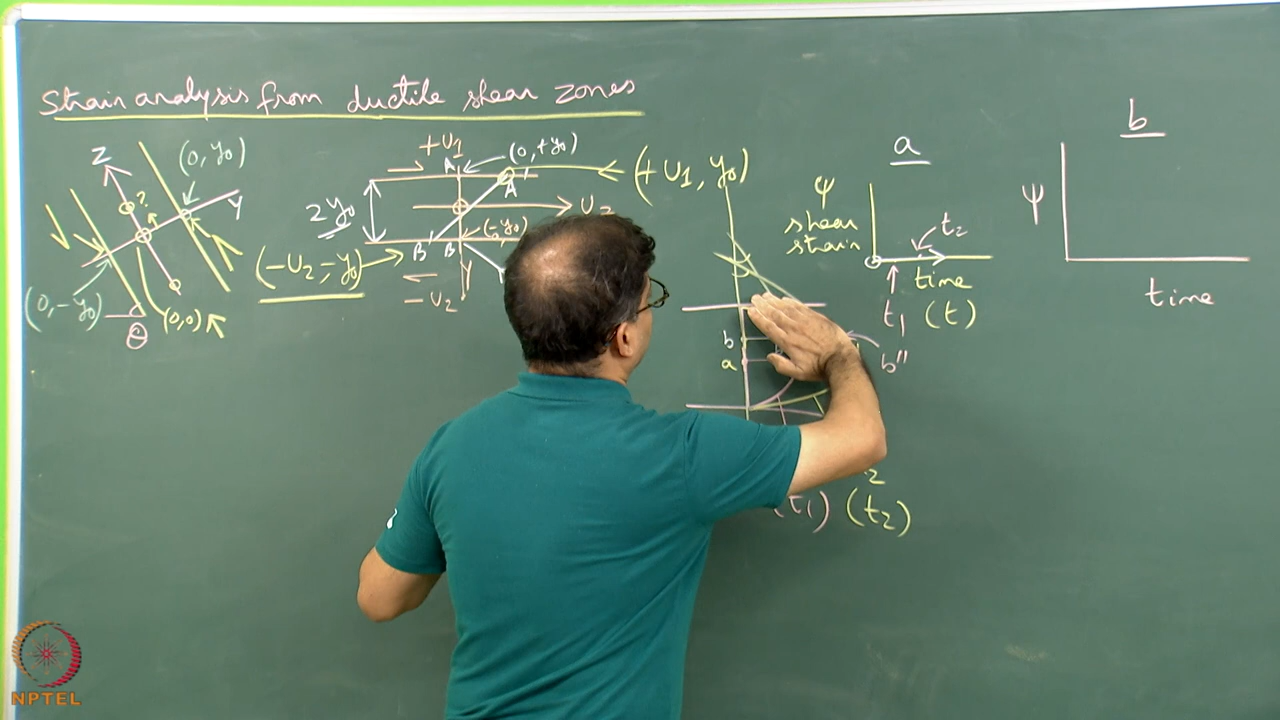 Strain analysis from ductile shear zones
Z
(0, y₀)
?
Y
(0, -y₀)
(0,0)
θ
+U₁
A
(0, +y₀)
A'
(+U₁, y₀)
2y₀
U₂
B'
B
Y
(-U₂, -y₀)
-U₂
b
a
b"
(t₁) (t₂)
a
ψ
shear
strain
t₂
time
t₁ (t)
b
ψ
time
NPTEL